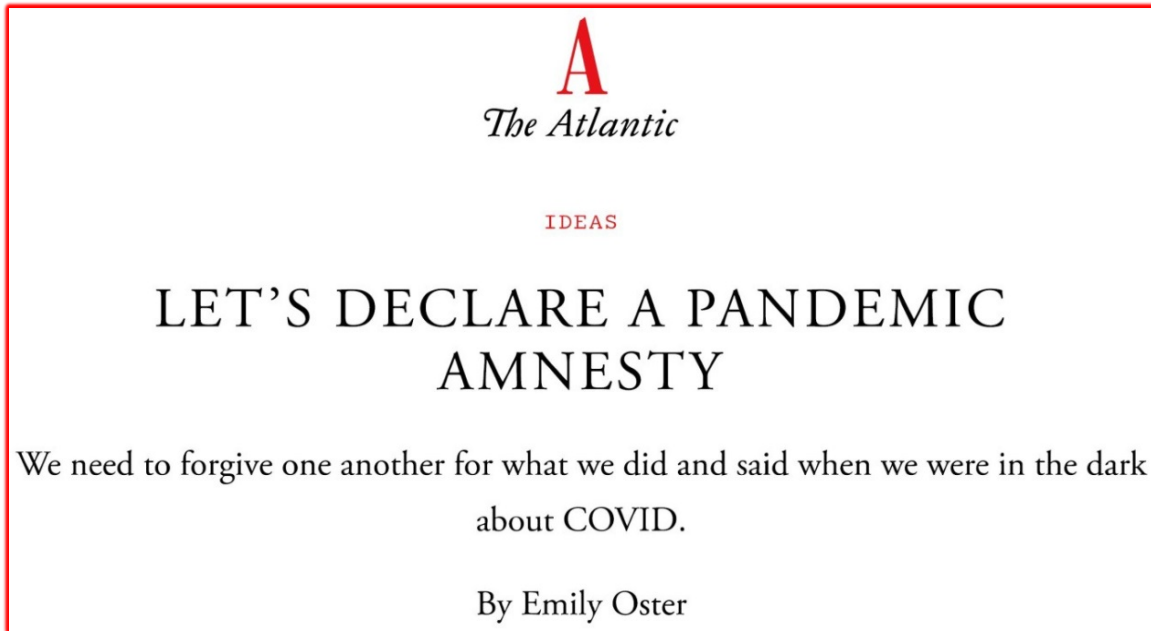 A
The Atlantic
IDEAS
LET’S DECLARE A PANDEMIC
AMNESTY
We need to forgive one another for what we did and said when we were in the dark
about COVID.
By Emily Oster